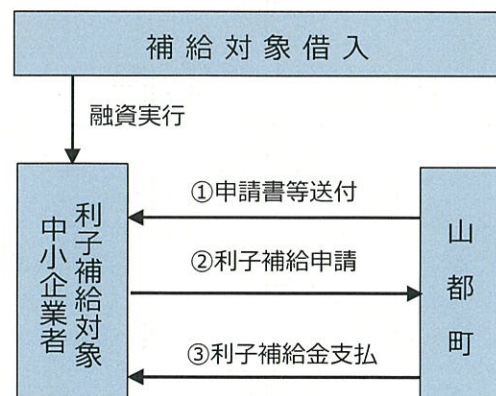 補給対象借入
融資実行
利子補給対象
中小企業者
①申請書等送付
②利子補給申請
③利子補給金支払
山都町